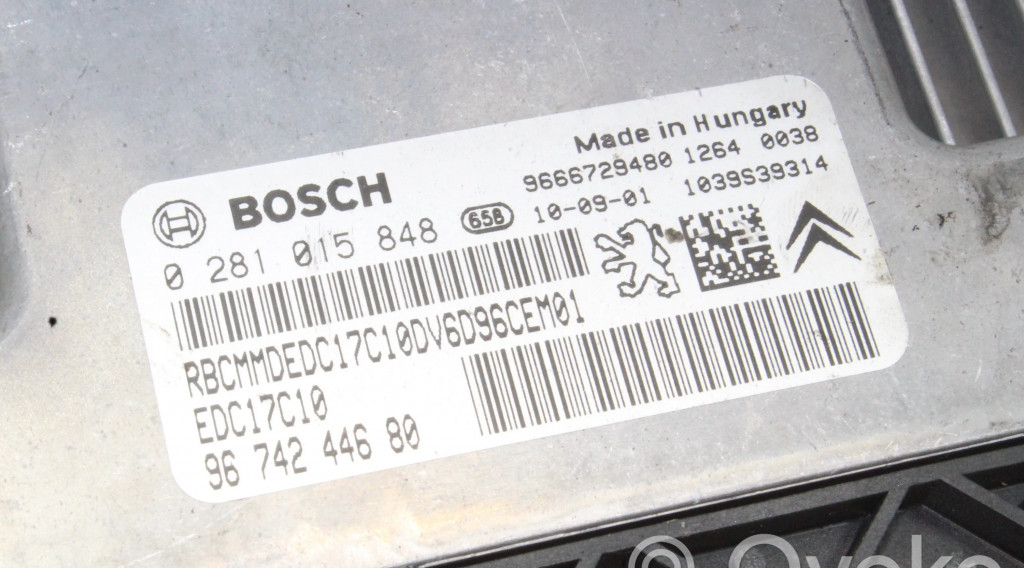 Made in Hungary
9666729480 1264 0038
BOSCH
0 281 015 848 658 10-09-01 1039S39314
RBCMMDEDC17C10DV6D96CEM01
EDC17C10
96 742 446 80
© Ovoko